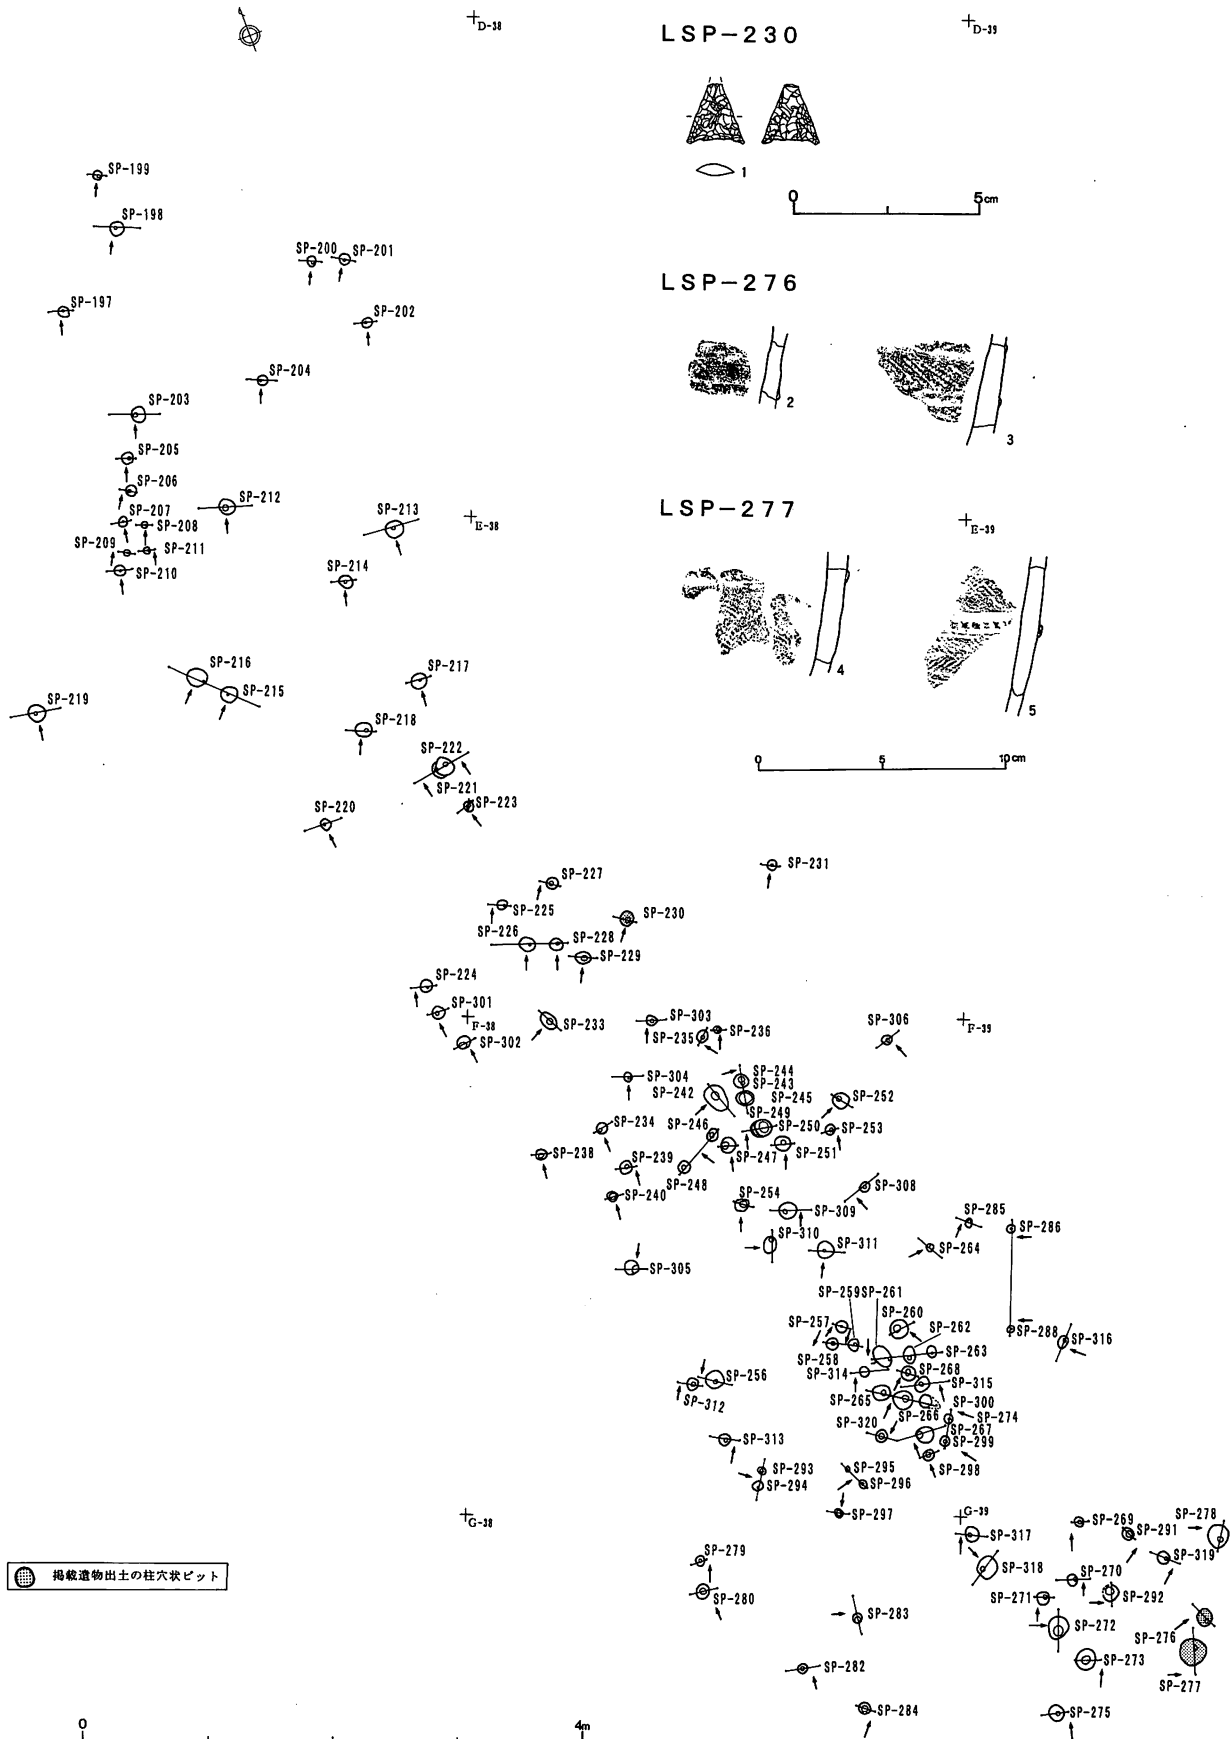 D-38
LSP-230
D-39
1
0 5cm
SP-199
SP-198
SP-200
SP-201
SP-197
SP-202
LSP-276
2
3
SP-204
SP-203
SP-205
SP-206
SP-212
SP-207
SP-208
SP-213
E-38
LSP-277
E-39
SP-209
SP-211
SP-210
SP-214
4
5
SP-216
SP-217
SP-215
SP-219
SP-218
SP-222
0 5 10cm
SP-221
SP-223
SP-220
SP-231
SP-227
SP-225
SP-230
SP-226
SP-228
SP-229
SP-224
SP-301
F-38
SP-233
SP-303
SP-236
SP-306
F-39
SP-235
SP-302
SP-244
SP-304
SP-243
SP-242
SP-245
SP-252
SP-249
SP-234
SP-246
SP-250
SP-253
SP-238
SP-239
SP-247
SP-251
SP-248
SP-240
SP-254
SP-308
SP-309
SP-285
SP-286
SP-310
SP-311
SP-264
SP-305
SP-259
SP-261
SP-260
SP-257
SP-262
SP-288
SP-316
SP-258
SP-263
SP-314
SP-268
SP-256
SP-315
SP-312
SP-265
SP-300
SP-320
SP-266
SP-274
SP-267
SP-313
SP-299
SP-298
SP-293
SP-295
SP-294
SP-296
SP-297
G-38
G-39
SP-269
SP-278
SP-317
SP-291
SP-279
SP-318
SP-319
SP-270
掲載遺物出土の柱穴状ピット
SP-280
SP-271
SP-292
SP-283
SP-272
SP-276
SP-282
SP-273
SP-277
SP-284
SP-275
0 4m